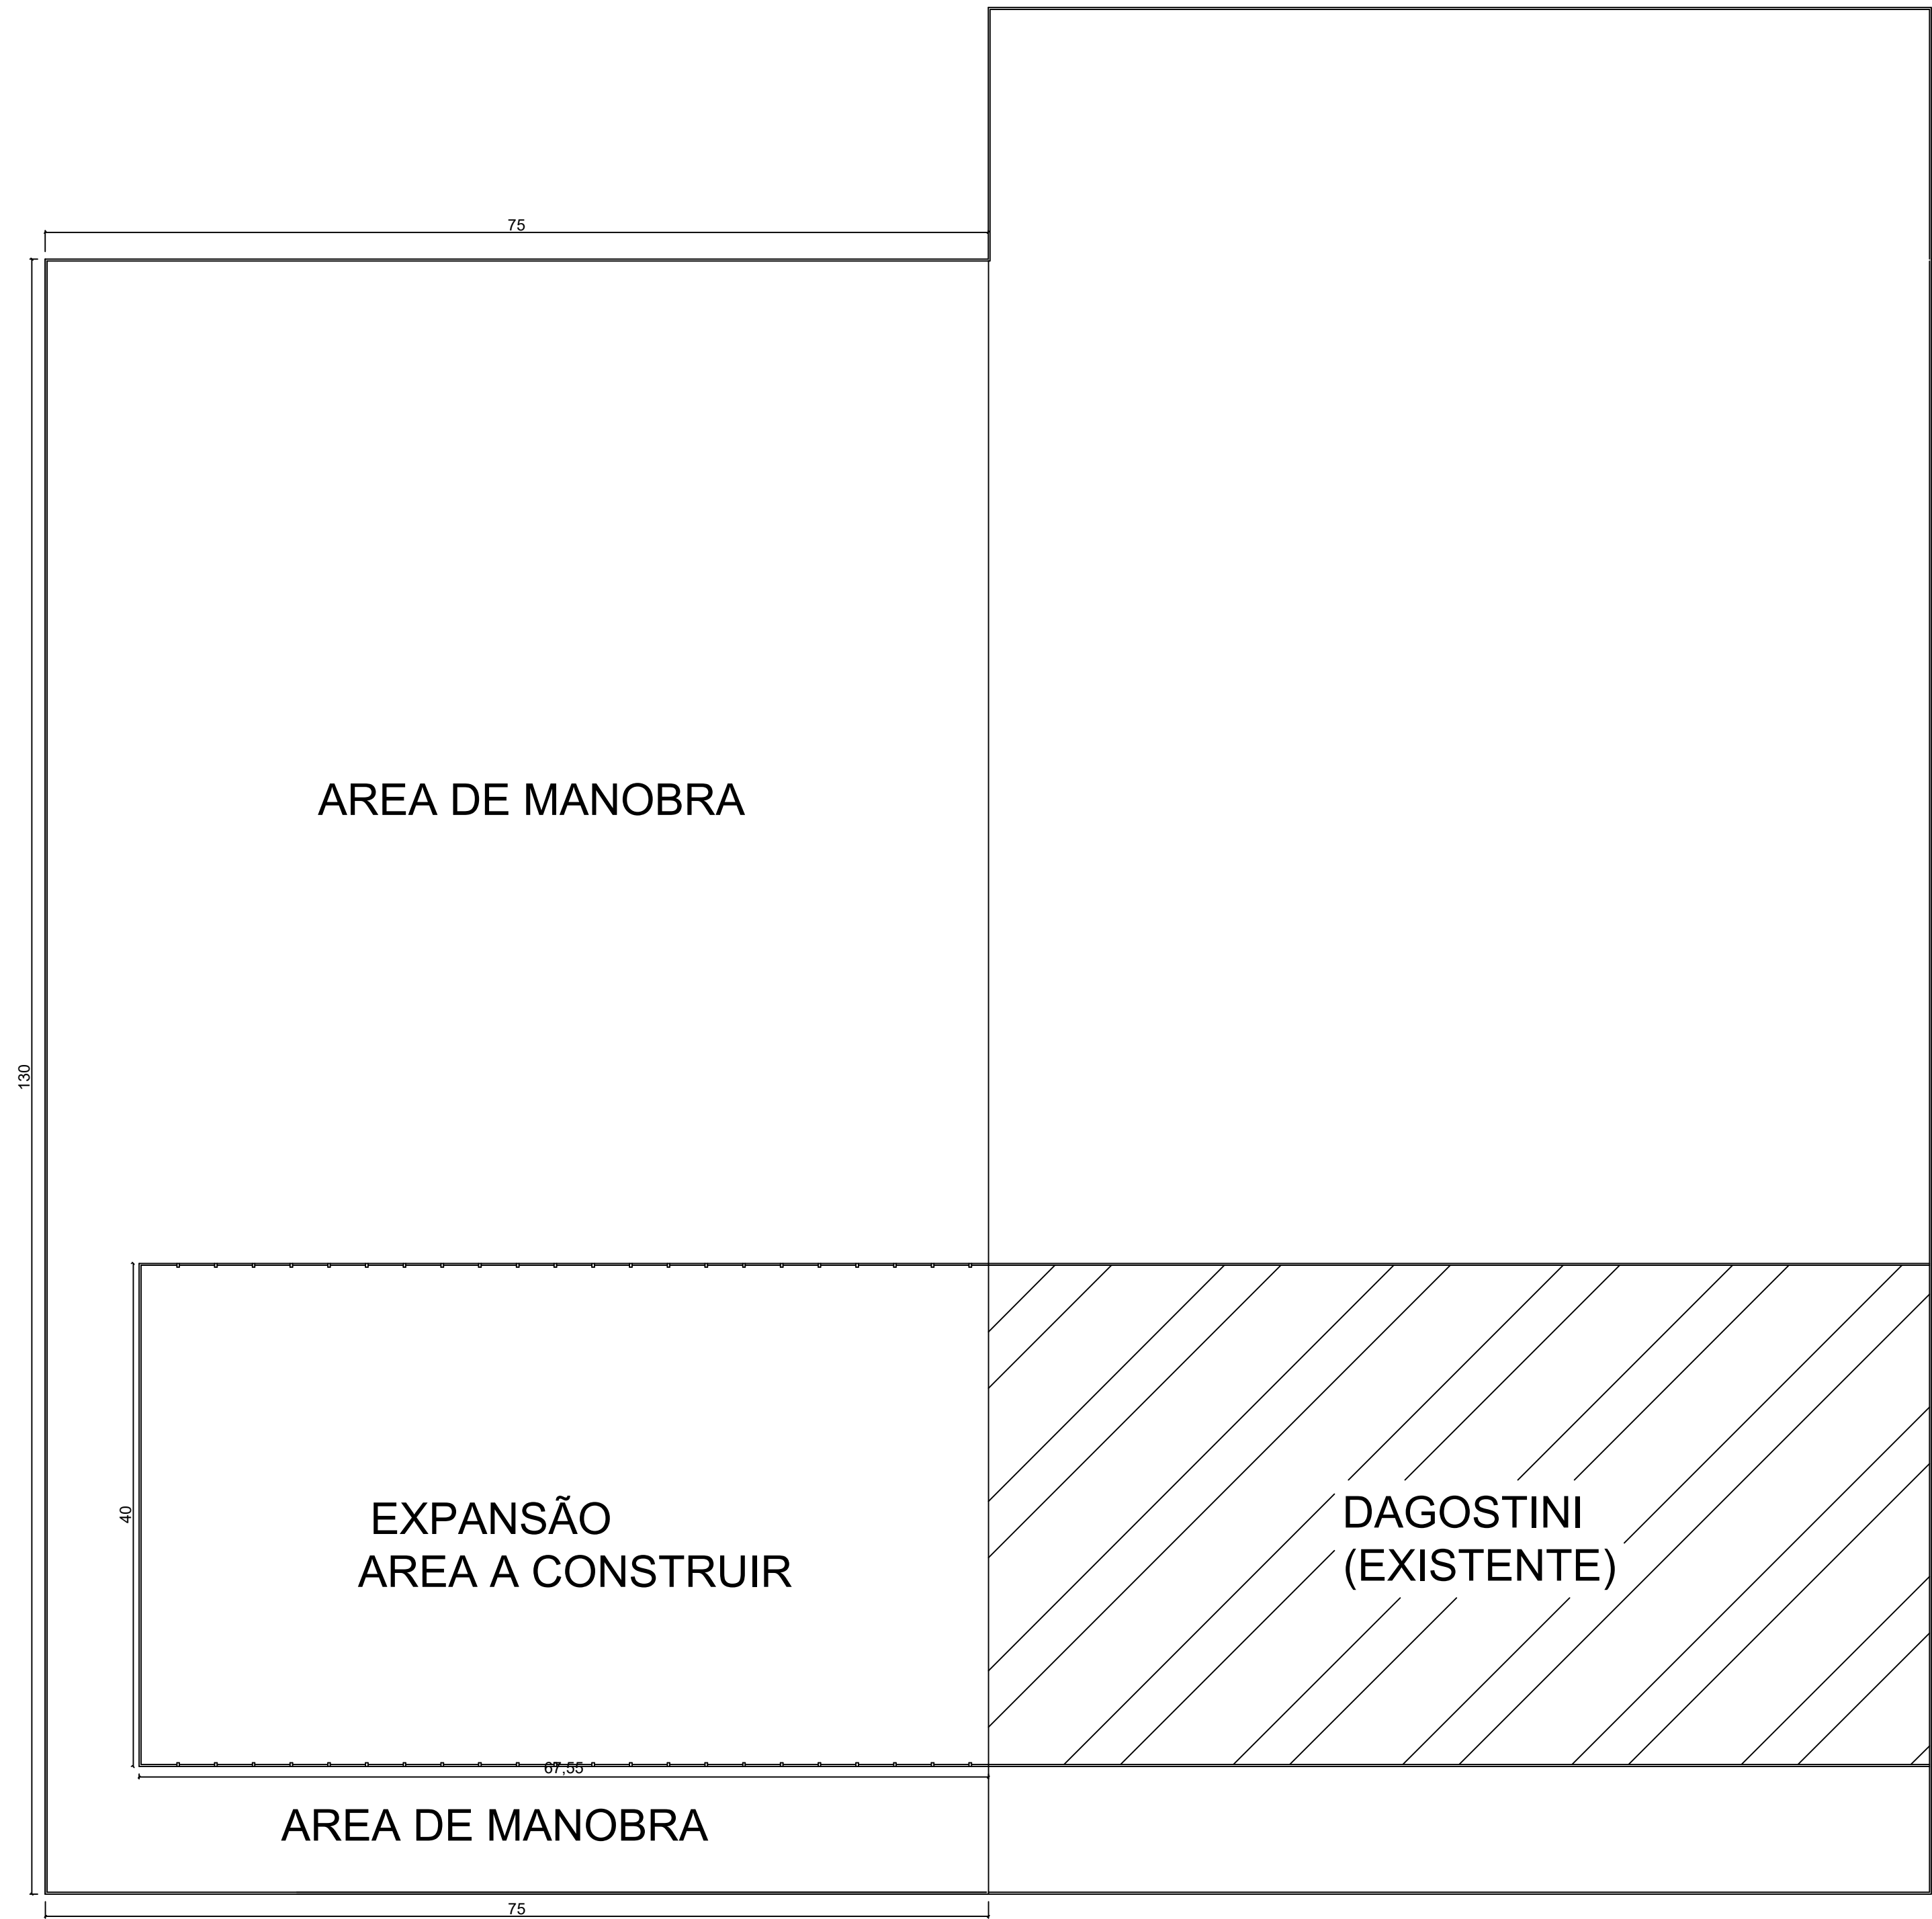 75
AREA DE MANOBRA
130
40
EXPANSÃO
AREA A CONSTRUIR
DAGOSTINI
(EXISTENTE)
67,55
AREA DE MANOBRA
75